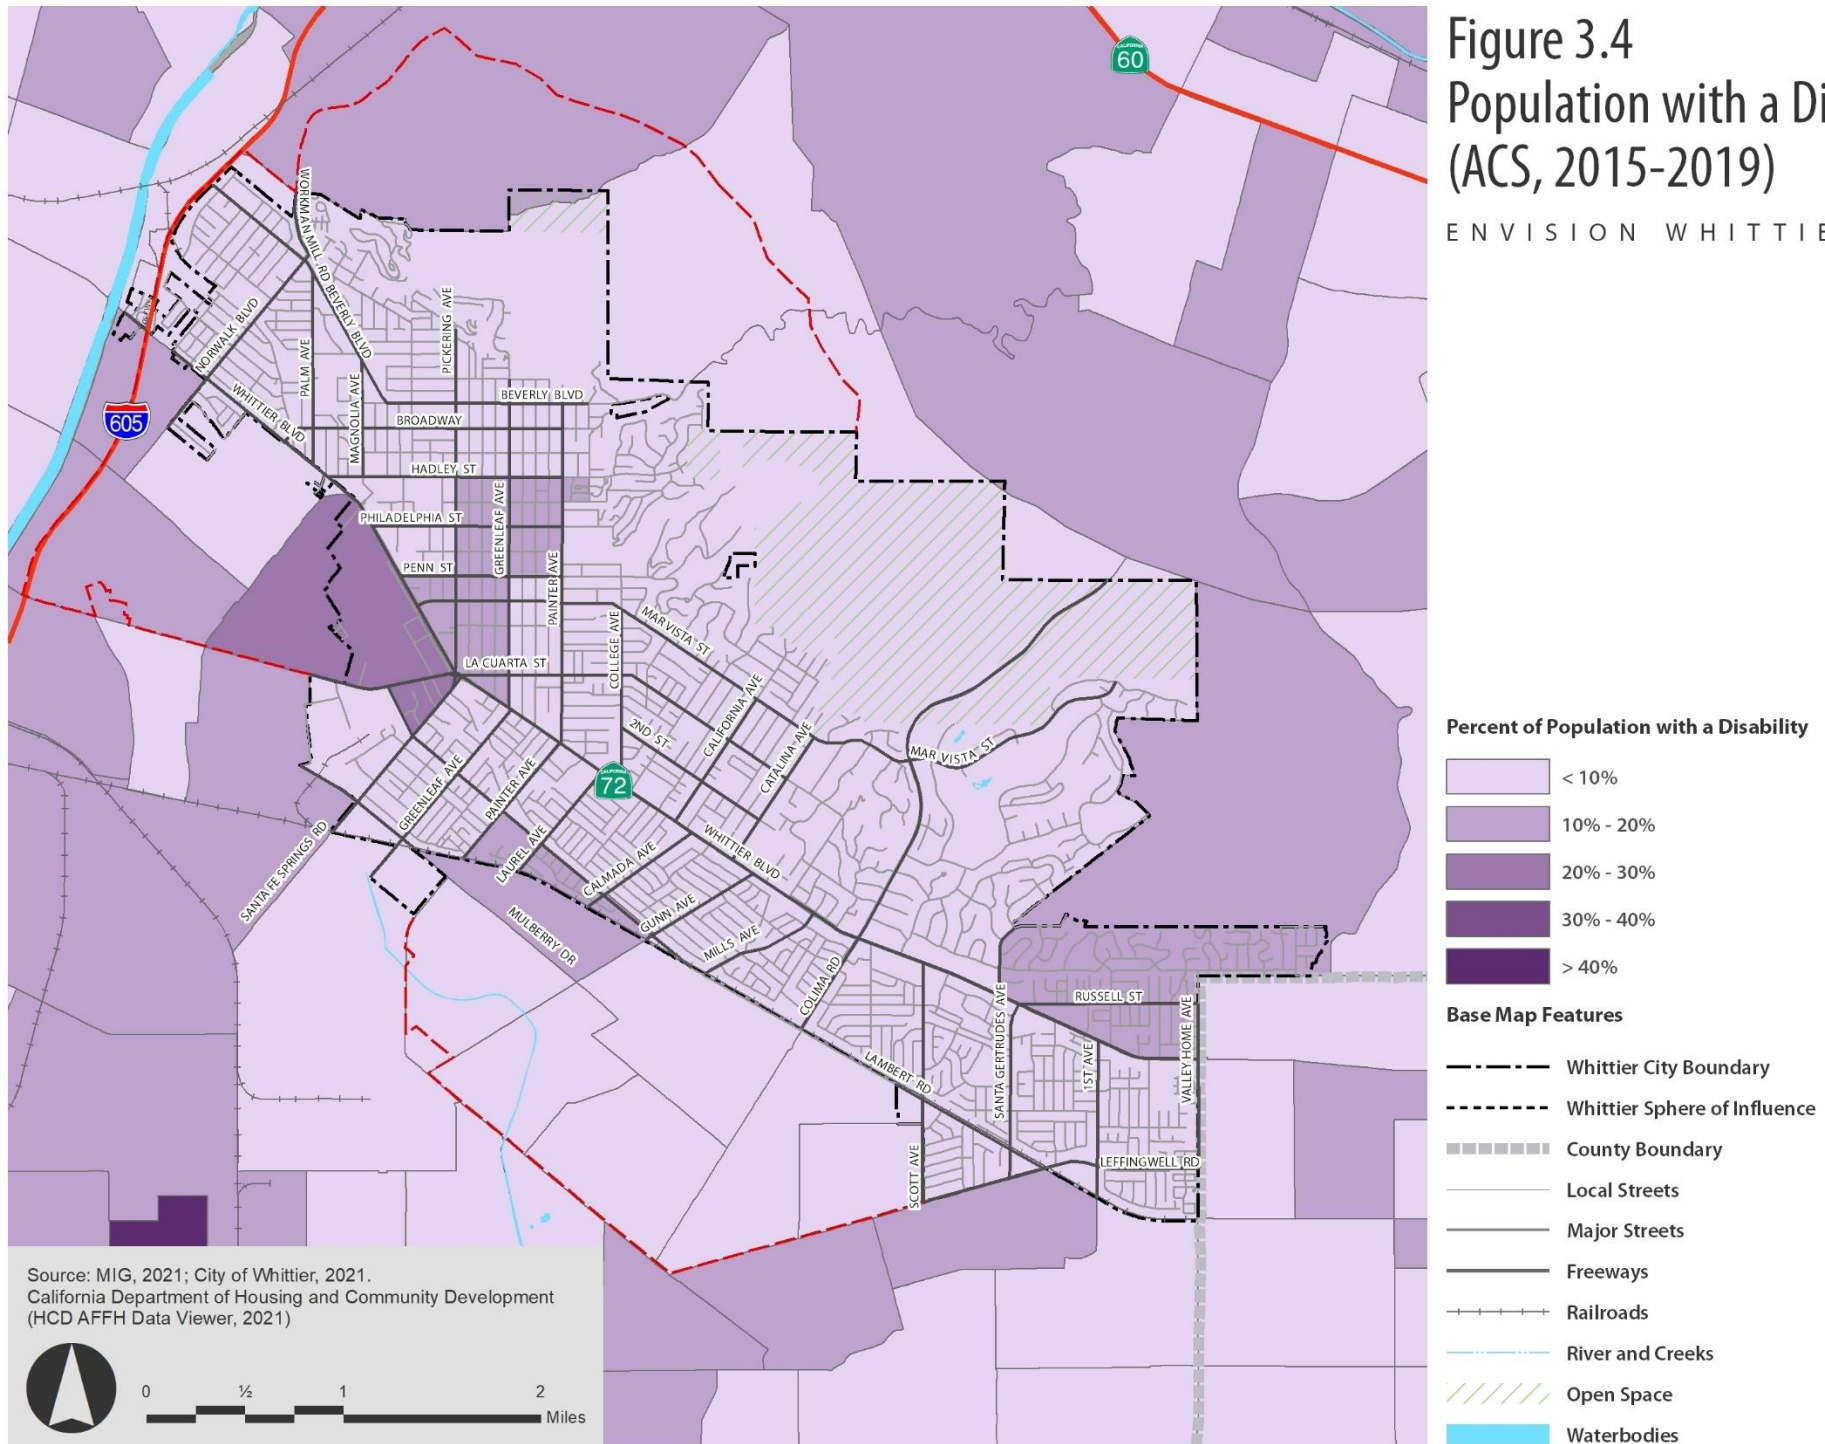 Figure 3.4
Population with a Di
(ACS, 2015-2019)
ENVISION WHITTIE
60
605
72
WORKMAN MILL RD
BEVERLY BLVD
PICKERING AVE
NORWALK BLVD
PALM AVE
MAGNOLIA AVE
WHITTIER BLVD
BEVERLY BLVD
BROADWAY
HADLEY ST
PHILADELPHIA ST
GREENLEAF AVE
PENN ST
PAINTER AVE
MAR VISTA ST
COLLEGE AVE
LA CUARTA ST
CALIFORNIA AVE
2ND ST
CATALINA AVE
MAR VISTA ST
GREENLEAF AVE
PAINTER AVE
SANTA FE SPRINGS RD
LAUREL AVE
CALMADA AVE
WHITTIER BLVD
GUNN AVE
MULBERRY DR
MILLS AVE
COLIMA RD
RUSSELL ST
SANTA GERTRUDES AVE
1ST AVE
VALLEY HOME AVE
LAMBERT RD
SCOTT AVE
LEFFINGWELL RD
Percent of Population with a Disability
< 10%
10% - 20%
20% - 30%
30% - 40%
> 40%
Base Map Features
Whittier City Boundary
Whittier Sphere of Influence
County Boundary
Local Streets
Major Streets
Freeways
Railroads
River and Creeks
Open Space
Waterbodies
Source: MIG, 2021; City of Whittier, 2021.
California Department of Housing and Community Development
(HCD AFFH Data Viewer, 2021)
0 ½ 1 2
Miles